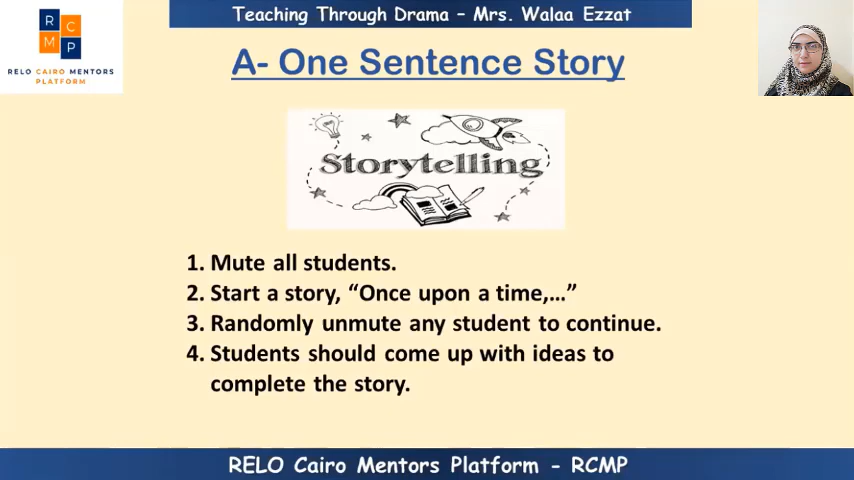 Teaching Through Drama – Mrs. Walaa Ezzat
R
C
M
P
RELO CAIRO MENTORS
PLATFORM
A- One Sentence Story
Storytelling
1. Mute all students.
2. Start a story, “Once upon a time,…”
3. Randomly unmute any student to continue.
4. Students should come up with ideas to
complete the story.
RELO Cairo Mentors Platform - RCMP